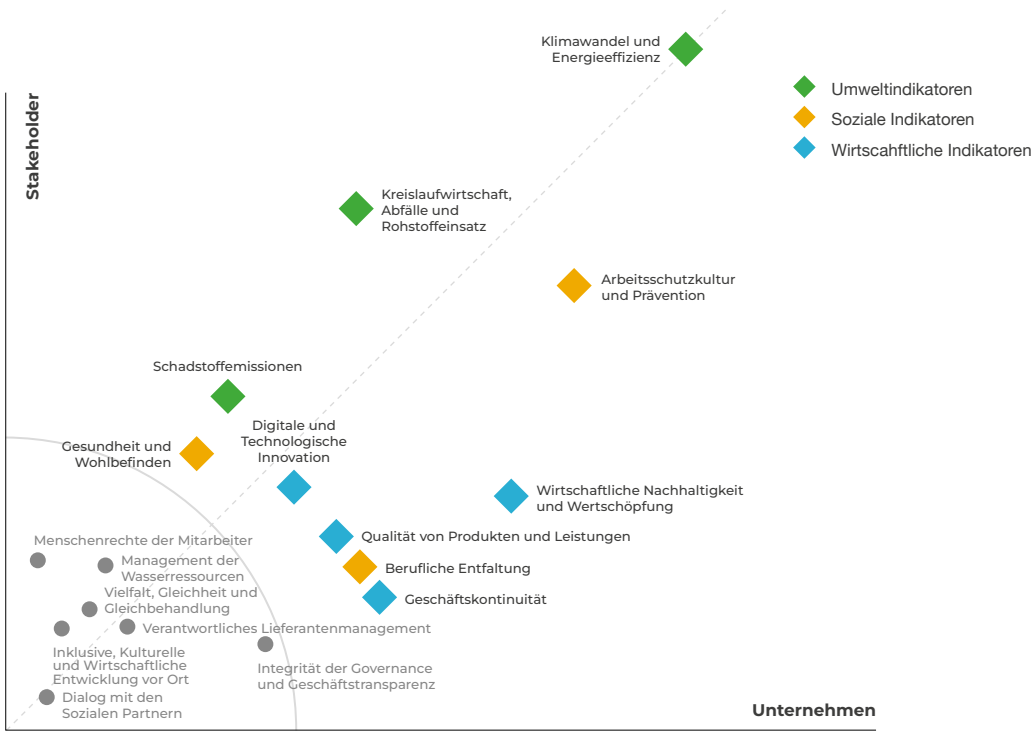 Klimawandel und
Energieeffizienz
Stakeholder
Umweltindikatoren
Soziale Indikatoren
Wirtscahftliche Indikatoren
Kreislaufwirtschaft,
Abfälle und
Rohstoffeinsatz
Arbeitsschutzkultur
und Prävention
Schadstoffemissionen
Digitale und
Technologische
Innovation
Gesundheit und
Wohlbefinden
Wirtschaftliche Nachhaltigkeit
und Wertschöpfung
Qualität von Produkten und Leistungen
Menschenrechte der Mitarbeiter
Management der
Wasserressourcen
Berufliche Entfaltung
Vielfalt, Gleichheit und
Gleichbehandlung
Geschäftskontinuität
Verantwortliches Lieferantenmanagement
Inklusive, Kulturelle
und Wirtschaftliche
Entwicklung vor Ort
Integrität der Governance
und Geschäftstransparenz
Dialog mit den
Sozialen Partnern
Unternehmen